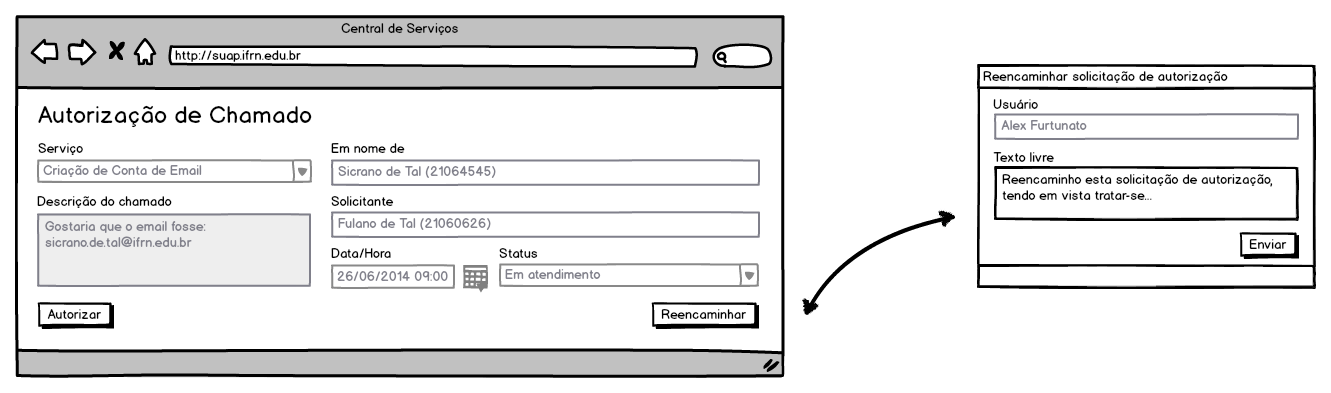 Central de Serviços
http://suap.ifrn.edu.br
Autorização de Chamado
Serviço
Criação de Conta de Email
Em nome de
Sicrano de Tal (21064545)
Descrição do chamado
Gostaria que o email fosse:
sicrano.de.tal@ifrn.edu.br
Solicitante
Fulano de Tal (21060626)
Data/Hora
26/06/2014 09:00
Status
Em atendimento
Autorizar
Reencaminhar
Reencaminhar solicitação de autorização
Usuário
Alex Furtunato
Texto livre
Reencaminho esta solicitação de autorização,
tendo em vista tratar-se...
Enviar